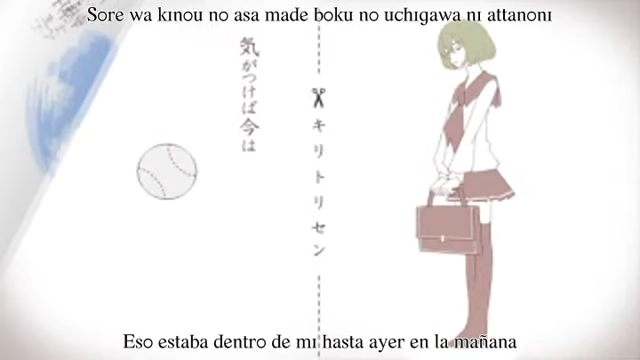 Sore wa kinou no asa made boku no uchigawa ni attanoni
気がつけば今は
キリトリセン
Eso estaba dentro de mi hasta ayer en la mañana